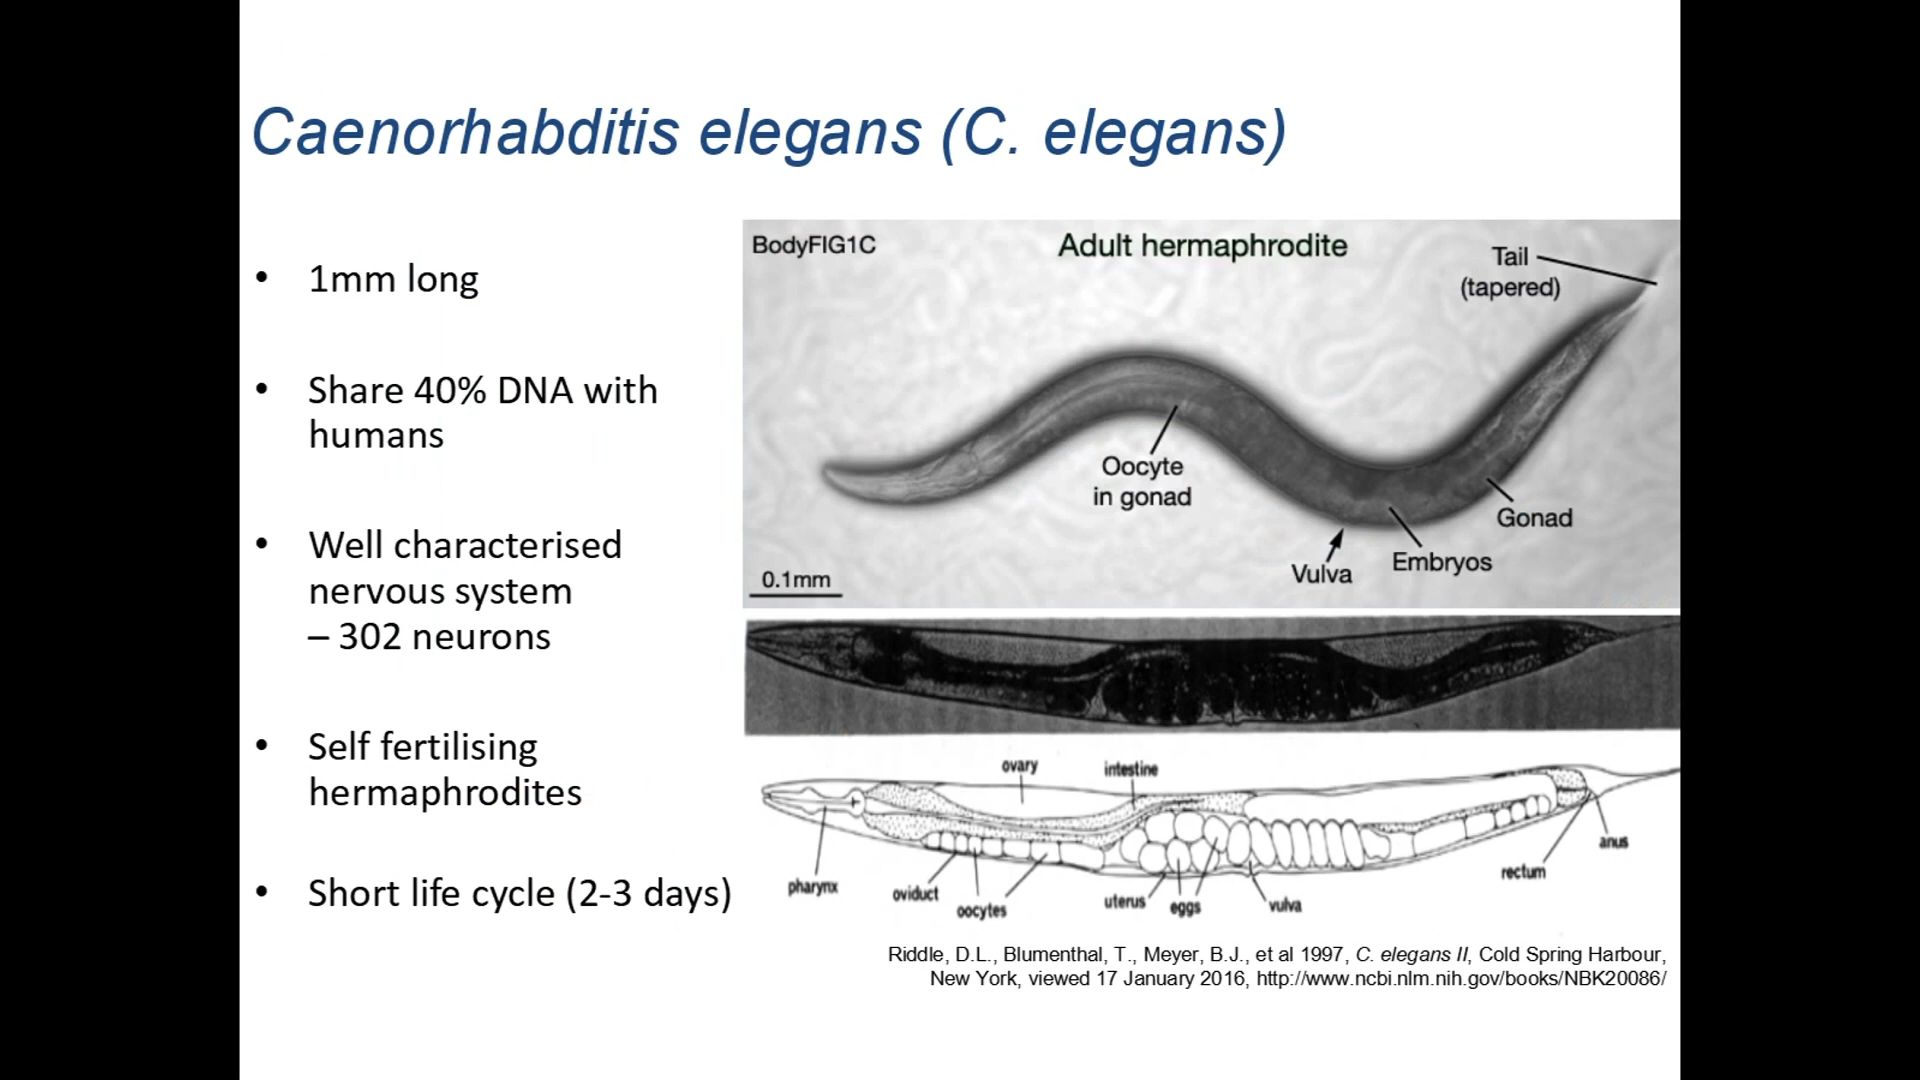 Caenorhabditis elegans (C. elegans)
• 1mm long
• Share 40% DNA with
humans
• Well characterised
nervous system
– 302 neurons
• Self fertilising
hermaphrodites
• Short life cycle (2-3 days)
BodyFIG1C
Adult hermaphrodite
Tail
(tapered)
Oocyte
in gonad
Gonad
Embryos
Vulva
0.1mm
ovary
intestine
anus
rectum
pharynx
oviduct
oocytes
uterus
eggs
vulva
Riddle, D.L., Blumenthal, T., Meyer, B.J., et al 1997, C. elegans II, Cold Spring Harbour,
New York, viewed 17 January 2016, http://www.ncbi.nlm.nih.gov/books/NBK20086/